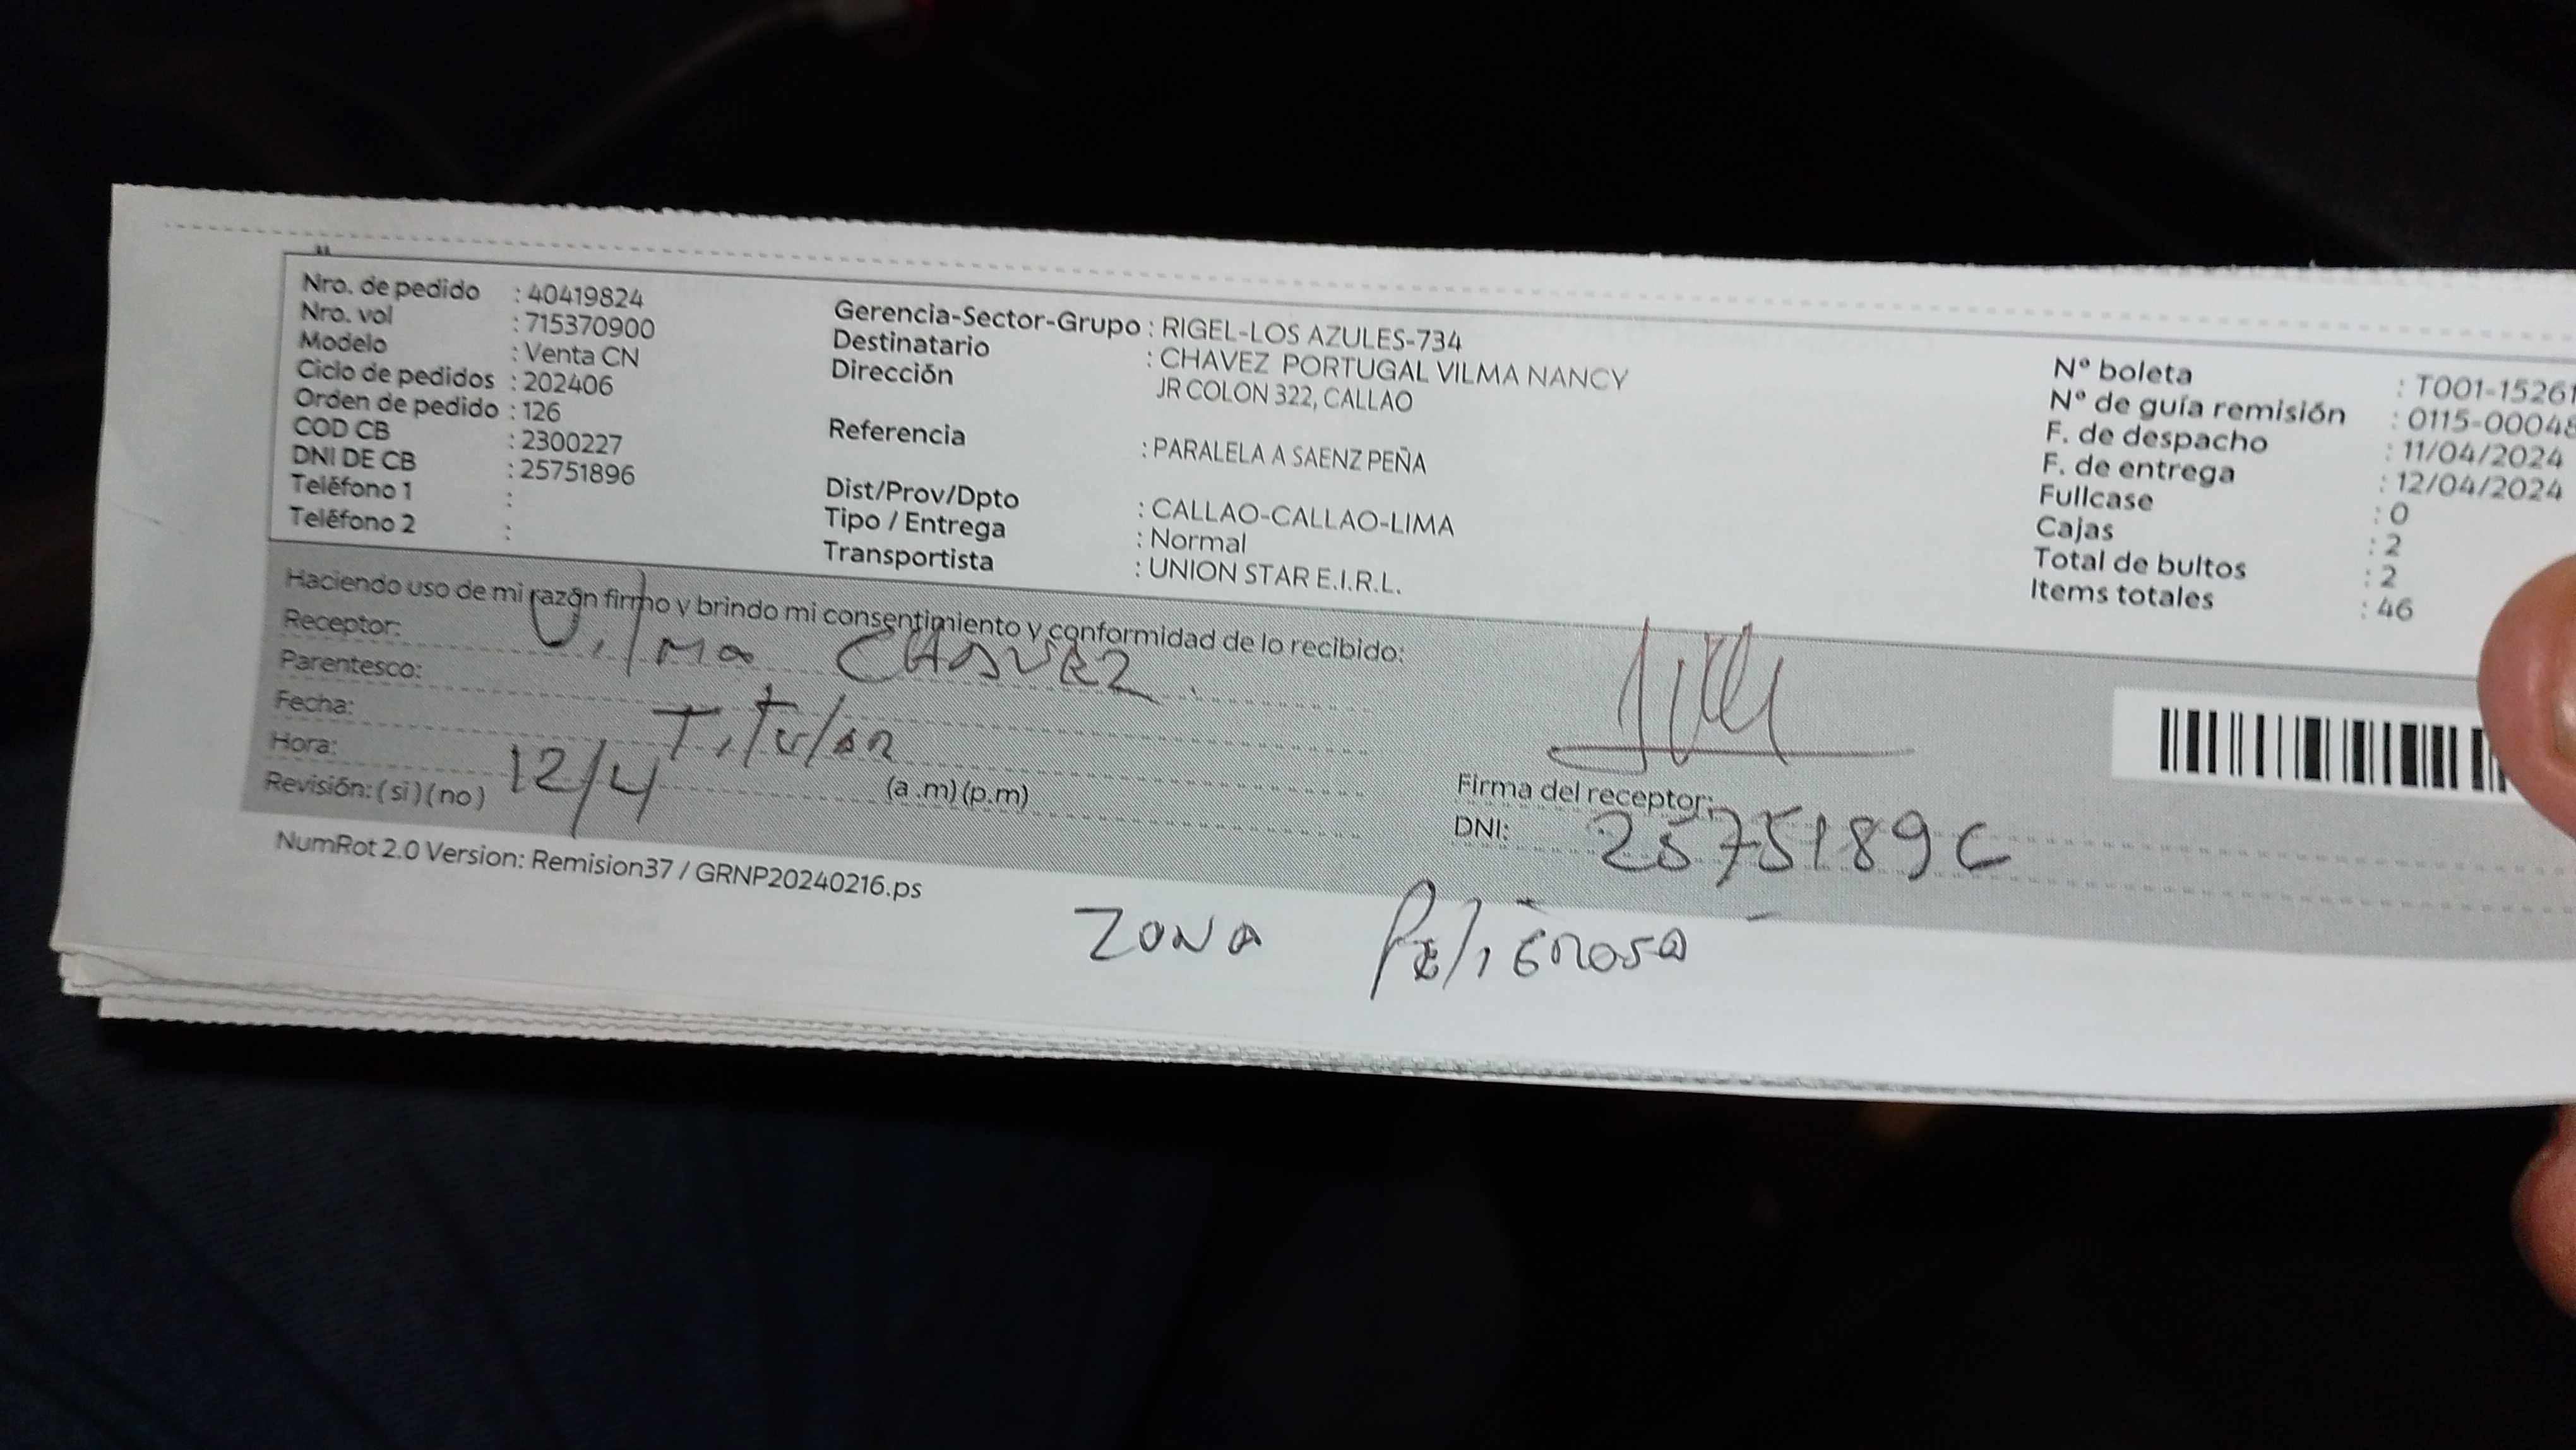 Nro. de pedido : 40419824
Nro. vol : 715370900
Modelo : Venta CN
Ciclo de pedidos : 202406
Orden de pedido : 126
COD CB : 2300227
DNI DE CB : 25751896
Teléfono 1 :
Teléfono 2 :
Gerencia-Sector-Grupo : RIGEL-LOS AZULES-734
Destinatario : CHAVEZ PORTUGAL VILMA NANCY
Dirección JR COLON 322, CALLAO
Referencia : PARALELA A SAENZ PEÑA
Dist/Prov/Dpto : CALLAO-CALLAO-LIMA
Tipo / Entrega : Normal
Transportista : UNION STAR E.I.R.L.
Nº boleta : T001-15261
Nº de guía remisión : 0115-00048
F. de despacho : 11/04/2024
F. de entrega : 12/04/2024
Fullcase : 0
Cajas : 2
Total de bultos : 2
Items totales : 46
Haciendo uso de mi razón firmo y brindo mi consentimiento y conformidad de lo recibido:
Receptor: Vilma CHAVEZ
Parentesco: Titular
Fecha: 12/4
Hora: (a .m) (p.m)
Revisión: ( si ) ( no )
Firma del receptor:
DNI: 2575189C
NumRot 2.0 Version: Remision37 / GRNP20240216.ps
ZONA PEliGROSA